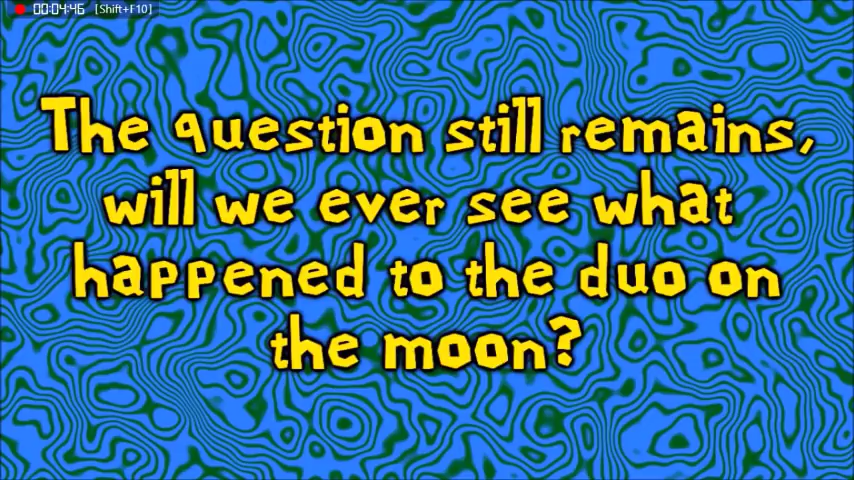 00:04:46 [Shift+F10]
The question still remains,
will we ever see what
happened to the duo on
the moon?